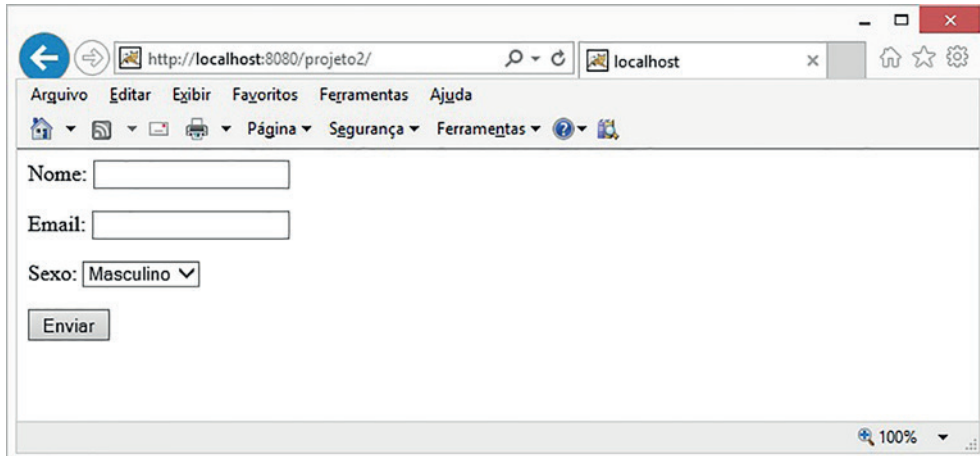 http://localhost:8080/projeto2/
localhost
Arquivo Editar Exibir Favoritos Ferramentas Ajuda
Página Segurança Ferramentas
Nome:
Email:
Sexo: Masculino
Enviar
100%